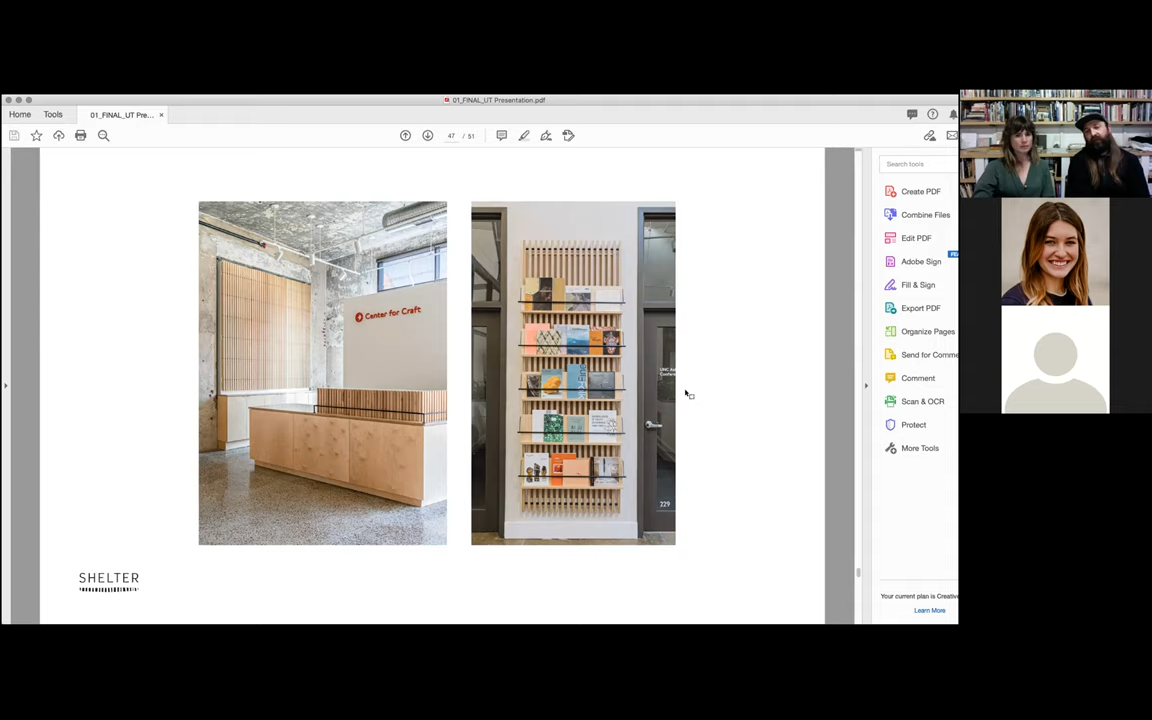 01_FINAL_UT Presentation.pdf
Home
Tools
01_FINAL_UT Pre...
47 / 51
Search tools
Create PDF
Combine Files
Edit PDF
Adobe Sign
Fill & Sign
Export PDF
Organize Pages
Send for Comme
Comment
Scan & OCR
Protect
More Tools
Your current plan is Creative
Learn More
Center for Craft
229
SHELTER